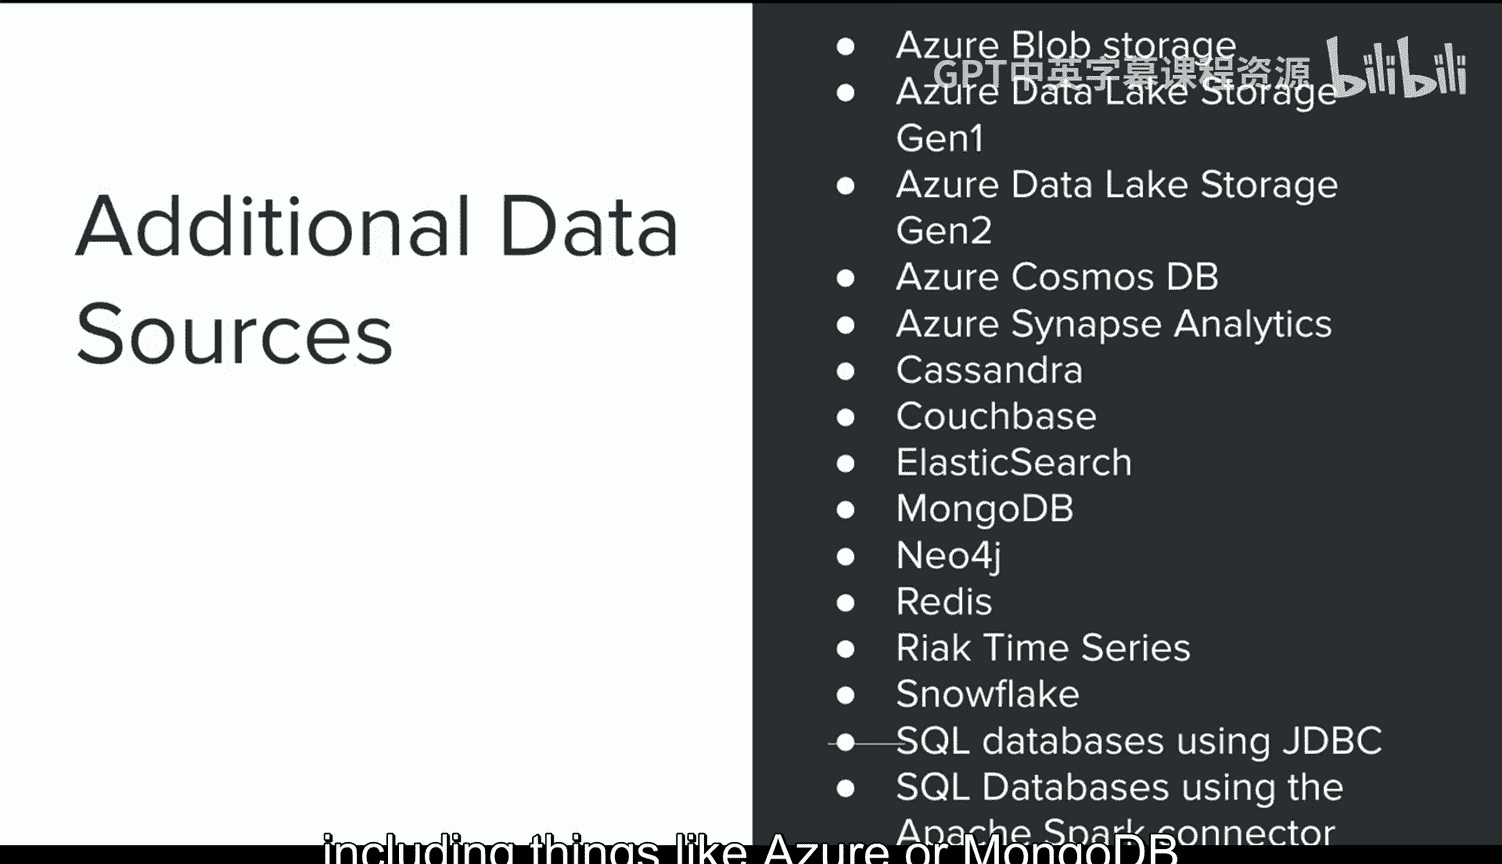 Additional Data
Sources
Azure Blob storage
GPT中英字幕课程资源 bilibili
Azure Data Lake Storage
Gen1
Azure Data Lake Storage
Gen2
Azure Cosmos DB
Azure Synapse Analytics
Cassandra
Couchbase
ElasticSearch
MongoDB
Neo4j
Redis
Riak Time Series
Snowflake
SQL databases using JDBC
SQL Databases using the
Apache Spark connector
including things like Azure or MongoDB